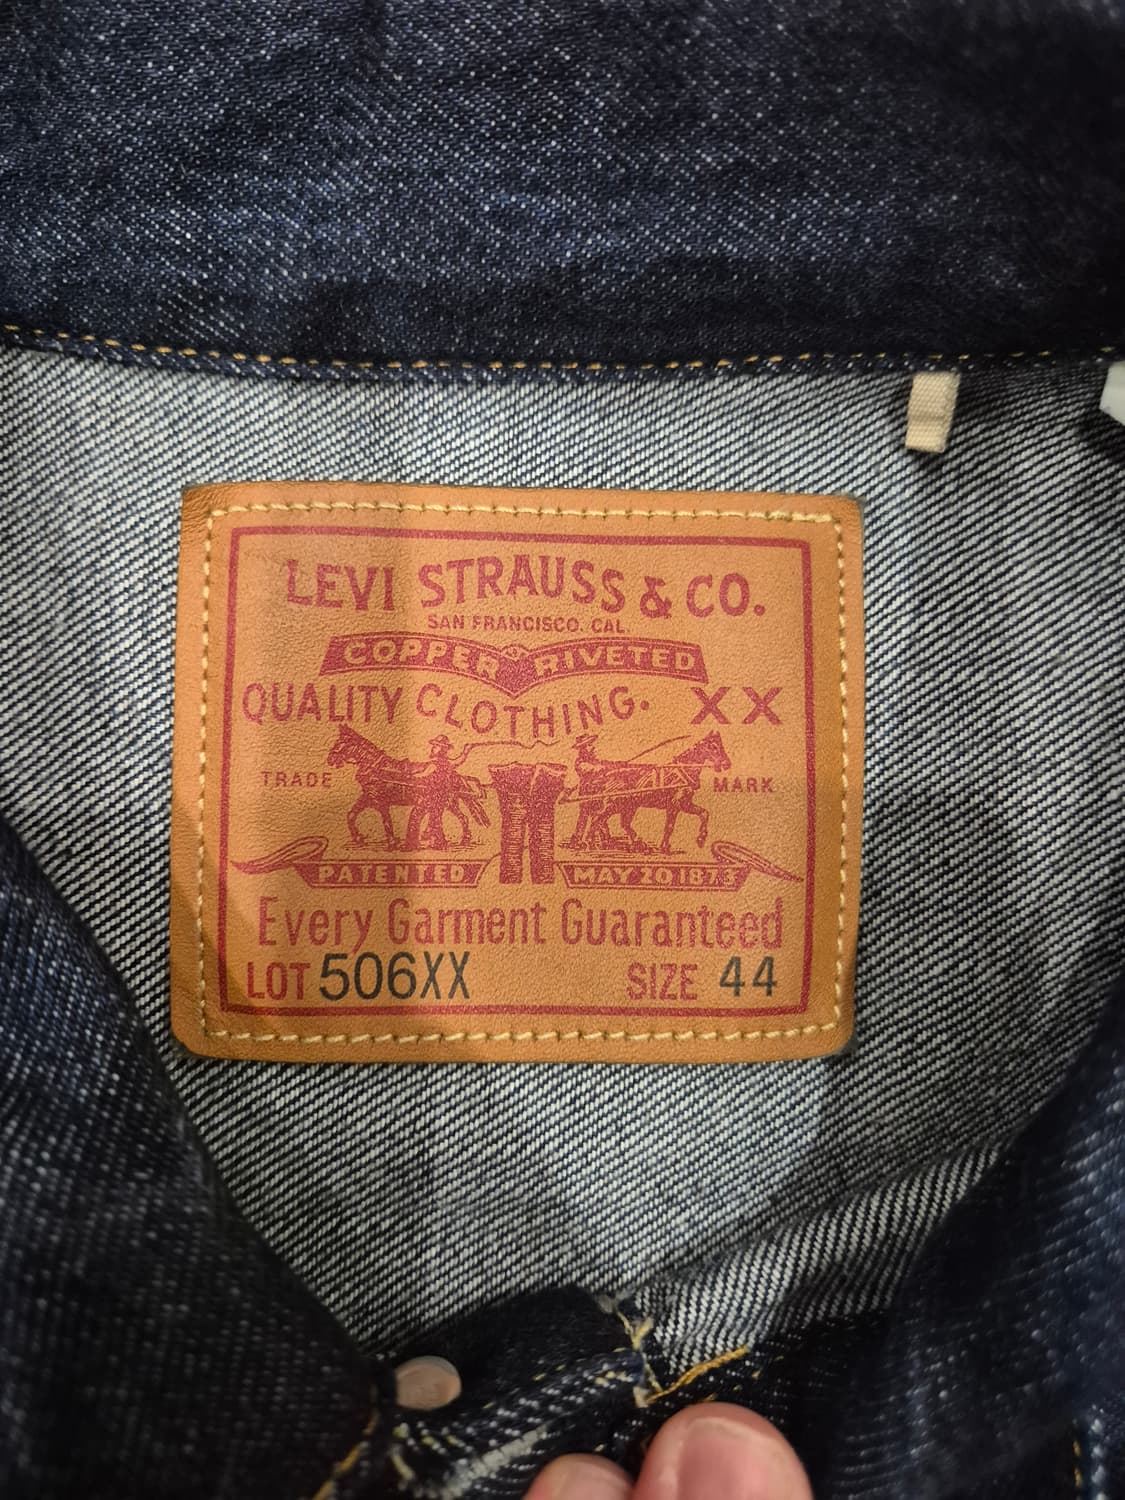 LEVI STRAUSS & CO.
SAN FRANCISCO. CAL.
COPPER RIVETED
QUALITY CLOTHING. XX
TRADE MARK
PATENTED MAY 20 1873
Every Garment Guaranteed
LOT 506XX SIZE 44